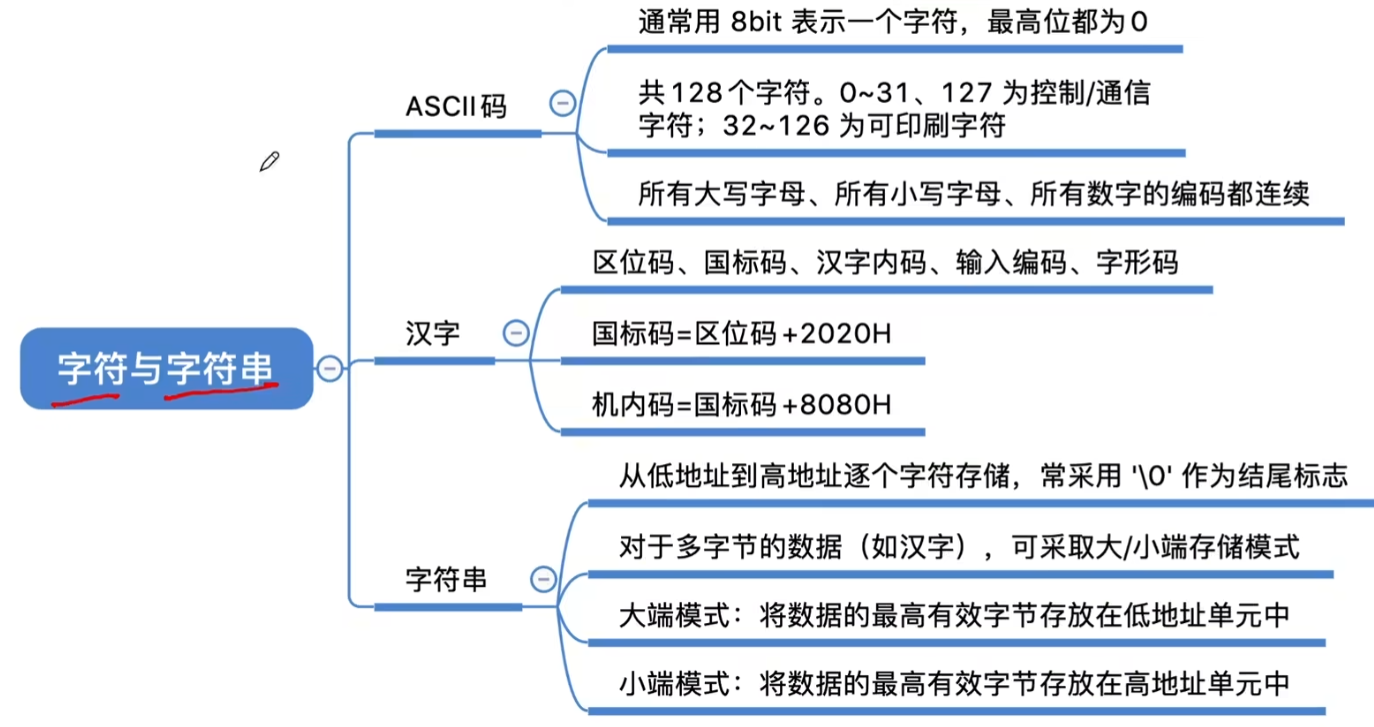 通常用 8bit 表示一个字符，最高位都为0
ASCII码
共128个字符。0~31、127 为控制/通信
字符；32~126 为可印刷字符
所有大写字母、所有小写字母、所有数字的编码都连续
区位码、国标码、汉字内码、输入编码、字形码
汉字
国标码=区位码+2020H
字符与字符串
机内码=国标码+8080H
从低地址到高地址逐个字符存储，常采用 '\0' 作为结尾标志
对于多字节的数据（如汉字），可采取大/小端存储模式
字符串
大端模式：将数据的最高有效字节存放在低地址单元中
小端模式：将数据的最高有效字节存放在高地址单元中